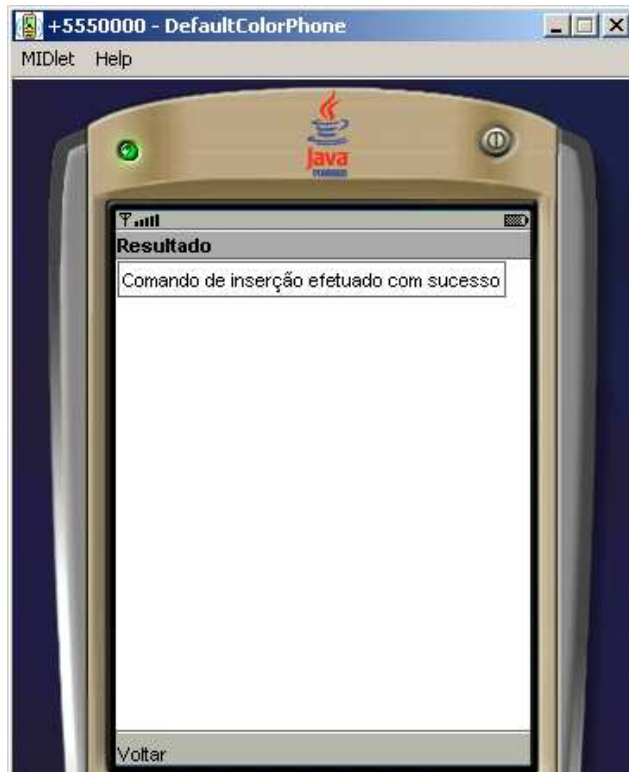 +5550000 - DefaultColorPhone
MIDlet Help
Java
Resultado
Comando de inserção efetuado com sucesso
Voltar